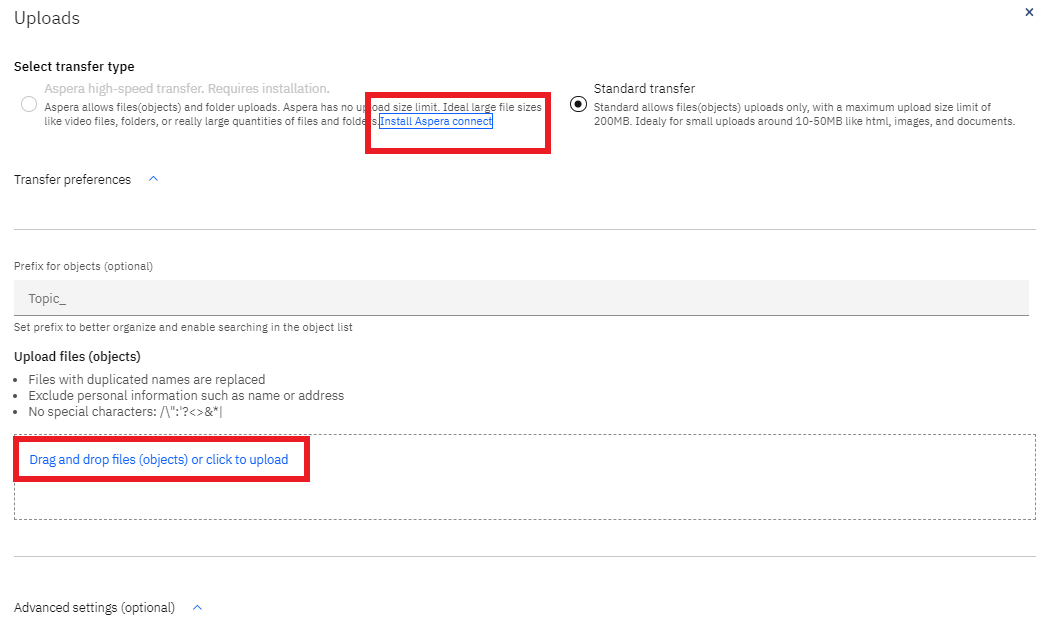 Uploads
Select transfer type
Aspera high-speed transfer. Requires installation.
Aspera allows files(objects) and folder uploads. Aspera has no upload size limit. Ideal large file sizes
like video files, folders, or really large quantities of files and folders.Install Aspera connect
Standard transfer
Standard allows files(objects) uploads only, with a maximum upload size limit of
200MB. Idealy for small uploads around 10-50MB like html, images, and documents.
Transfer preferences
Prefix for objects (optional)
Topic_
Set prefix to better organize and enable searching in the object list
Upload files (objects)
• Files with duplicated names are replaced
• Exclude personal information such as name or address
• No special characters: /\":'?<>&*|
Drag and drop files (objects) or click to upload
Advanced settings (optional)